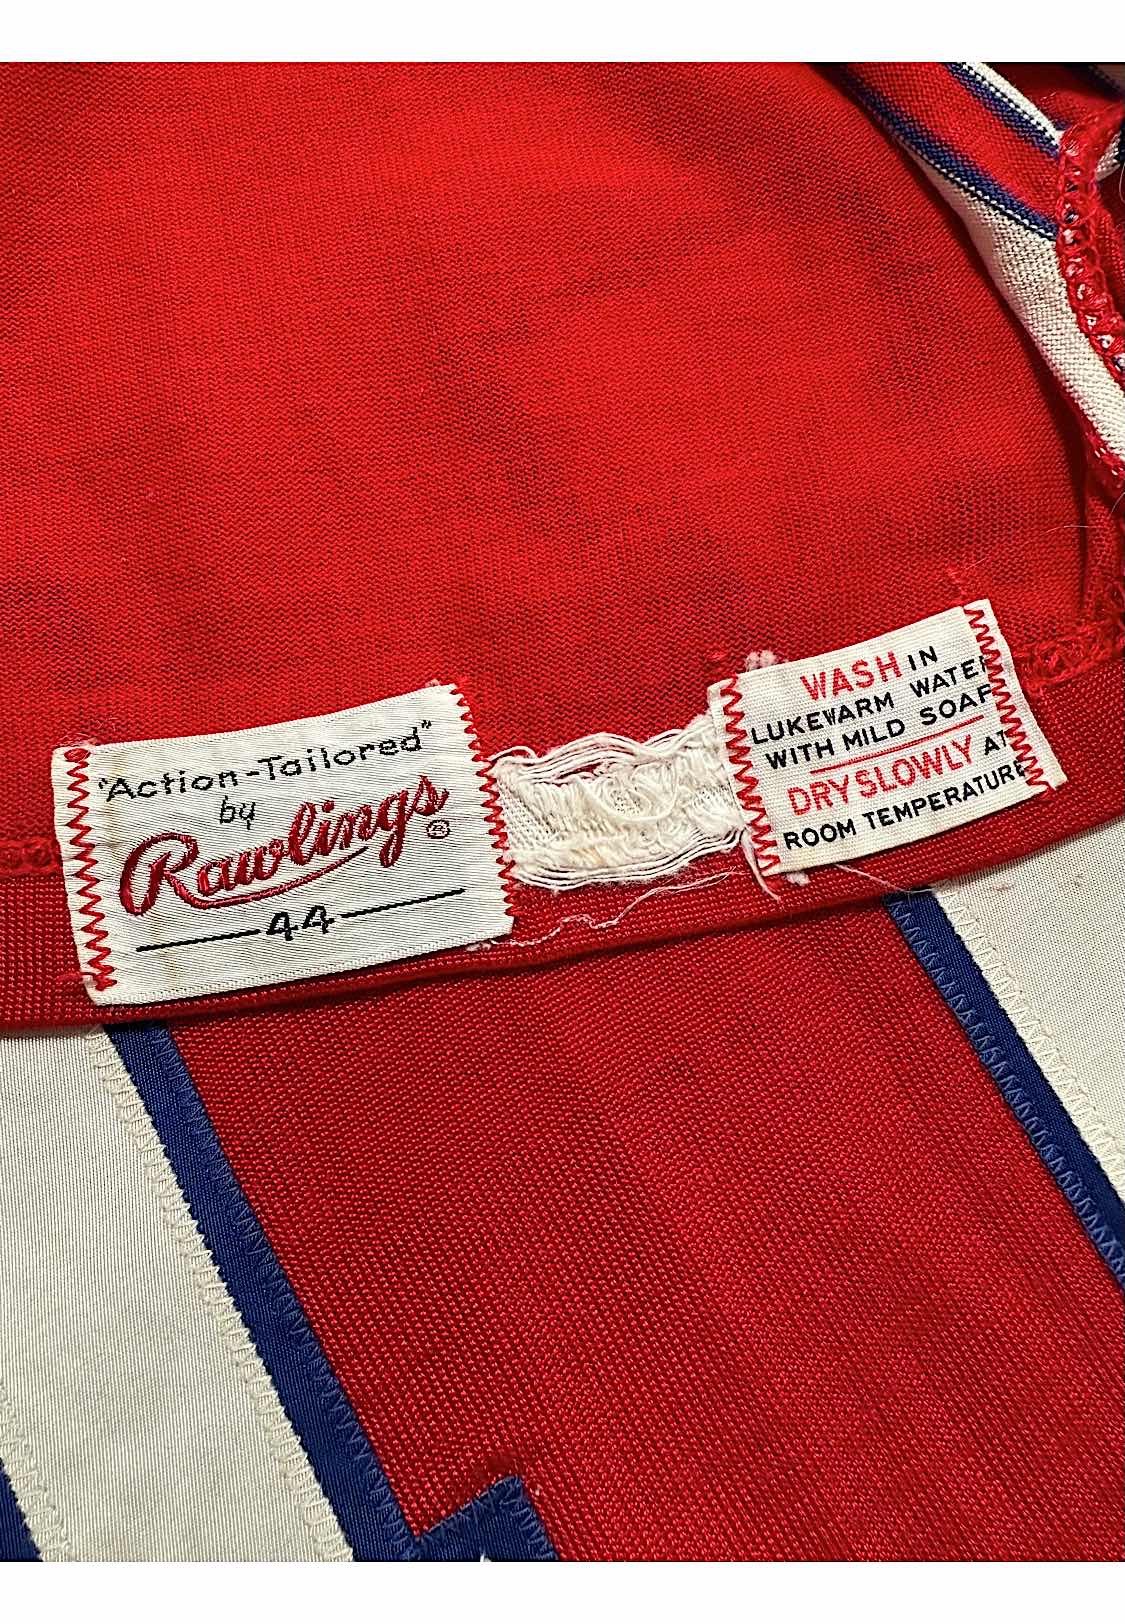 "Action-Tailored"
by
Rawlings®
44
WASH IN
LUKEWARM WATER
WITH MILD SOAP
DRY SLOWLY AT
ROOM TEMPERATURE